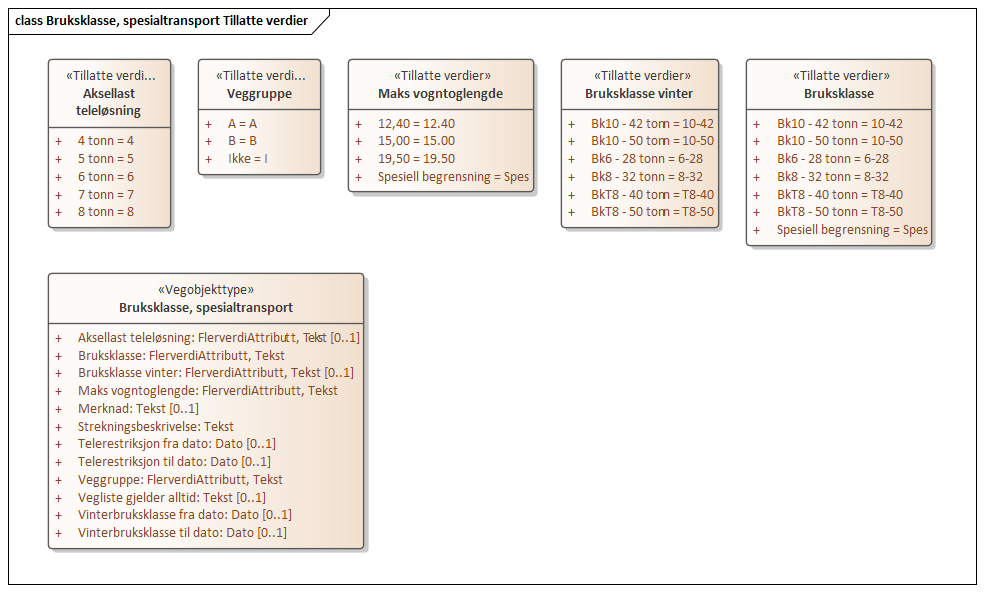 class Bruksklasse, spesialtransport Tillatte verdier
«Tillatte verdi...
Aksellast
teleløsning
+ 4 tonn = 4
+ 5 tonn = 5
+ 6 tonn = 6
+ 7 tonn = 7
+ 8 tonn = 8
«Tillatte verdi...
Veggruppe
+ A = A
+ B = B
+ Ikke = I
«Tillatte verdier»
Maks vogntoglengde
+ 12,40 = 12.40
+ 15,00 = 15.00
+ 19,50 = 19.50
+ Spesiell begrensning = Spes
«Tillatte verdier»
Bruksklasse vinter
+ Bk10 - 42 tonn = 10-42
+ Bk10 - 50 tonn = 10-50
+ Bk6 - 28 tonn = 6-28
+ Bk8 - 32 tonn = 8-32
+ BkT8 - 40 tonn = T8-40
+ BkT8 - 50 tonn = T8-50
«Tillatte verdier»
Bruksklasse
+ Bk10 - 42 tonn = 10-42
+ Bk10 - 50 tonn = 10-50
+ Bk6 - 28 tonn = 6-28
+ Bk8 - 32 tonn = 8-32
+ BkT8 - 40 tonn = T8-40
+ BkT8 - 50 tonn = T8-50
+ Spesiell begrensning = Spes
«Vegobjekttype»
Bruksklasse, spesialtransport
+ Aksellast teleløsning: FlerverdiAttributt, Tekst [0..1]
+ Bruksklasse: FlerverdiAttributt, Tekst
+ Bruksklasse vinter: FlerverdiAttributt, Tekst [0..1]
+ Maks vogntoglengde: FlerverdiAttributt, Tekst
+ Merknad: Tekst [0..1]
+ Strekningsbeskrivelse: Tekst
+ Telerestriksjon fra dato: Dato [0..1]
+ Telerestriksjon til dato: Dato [0..1]
+ Veggruppe: FlerverdiAttributt, Tekst
+ Vegliste gjelder alltid: Tekst [0..1]
+ Vinterbruksklasse fra dato: Dato [0..1]
+ Vinterbruksklasse til dato: Dato [0..1]